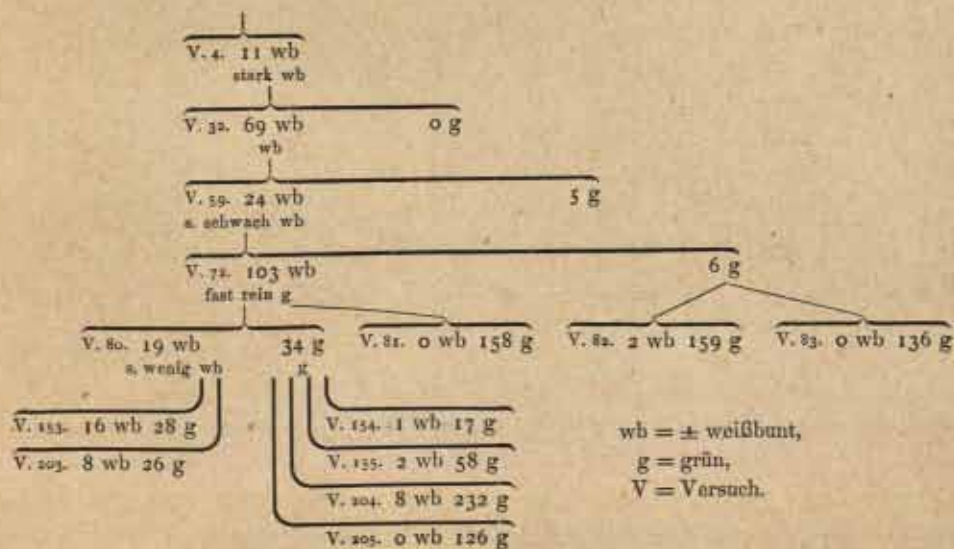 V. 4. 11 wb
stark wb
V. 32. 69 wb 0 g
wb
V. 59. 24 wb 5 g
s. schwach wb
V. 72. 103 wb 6 g
fast rein g
V. 80. 19 wb 34 g V. 81. 0 wb 158 g V. 82. 2 wb 159 g V. 83. 0 wb 136 g
s. wenig wb g
V. 153. 16 wb 28 g V. 154. 1 wb 17 g
V. 203. 8 wb 26 g V. 155. 2 wb 58 g
V. 204. 8 wb 232 g
V. 205. 0 wb 126 g
wb = ± weißbunt,
g = grün,
V = Versuch.